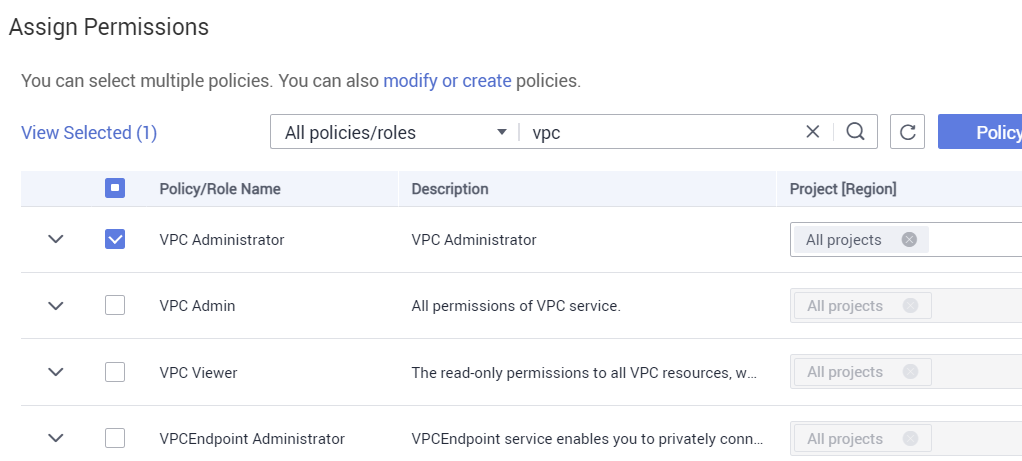 Assign Permissions
You can select multiple policies. You can also modify or create policies.
View Selected (1) All policies/roles vpc Policy
Policy/Role Name Description Project [Region]
VPC Administrator VPC Administrator All projects
VPC Admin All permissions of VPC service. All projects
VPC Viewer The read-only permissions to all VPC resources, w... All projects
VPCEndpoint Administrator VPCEndpoint service enables you to privately conn... All projects